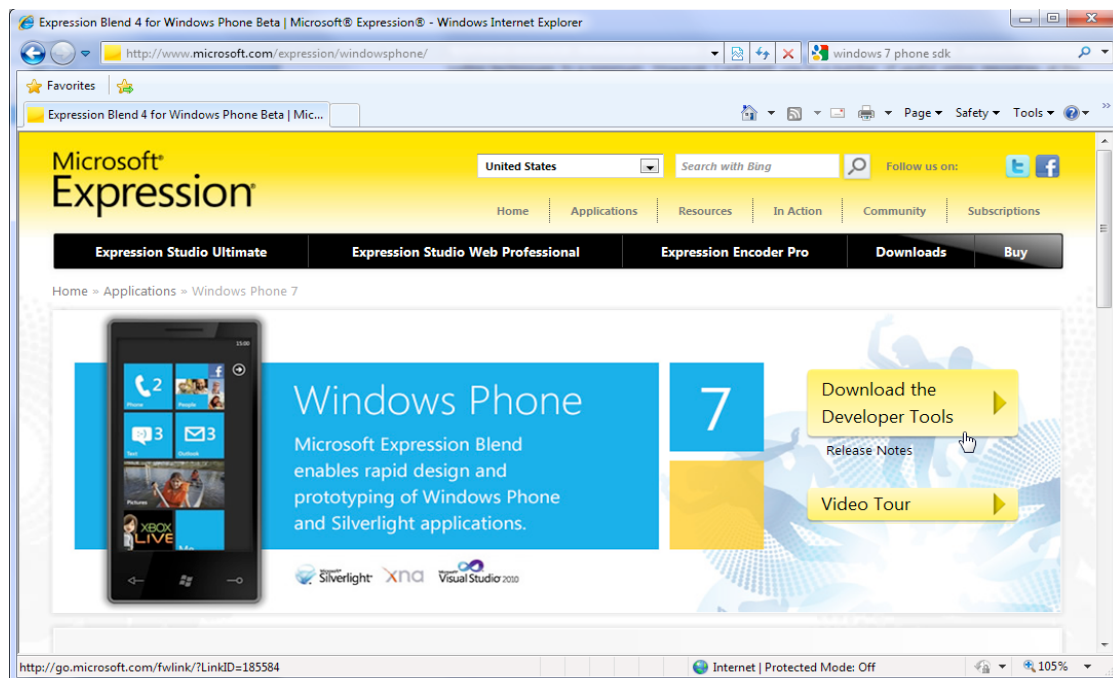 Expression Blend 4 for Windows Phone Beta | Microsoft® Expression® - Windows Internet Explorer
http://www.microsoft.com/expression/windowsphone/
windows 7 phone sdk
Favorites
Expression Blend 4 for Windows Phone Beta | Mic...
Page Safety Tools
Microsoft®
Expression®
United States
Search with Bing
Follow us on:
Home Applications Resources In Action Community Subscriptions
Expression Studio Ultimate Expression Studio Web Professional Expression Encoder Pro Downloads Buy
Home » Applications » Windows Phone 7
15:00
2
Phone
People
3
3
Text
Outlook
Pictures
XBOX
LIVE
Me
Windows Phone
7
Microsoft Expression Blend
enables rapid design and
prototyping of Windows Phone
and Silverlight applications.
Download the
Developer Tools
Release Notes
Video Tour
Microsoft Silverlight xna Microsoft Visual Studio 2010
http://go.microsoft.com/fwlink/?LinkID=185584
Internet | Protected Mode: Off
105%